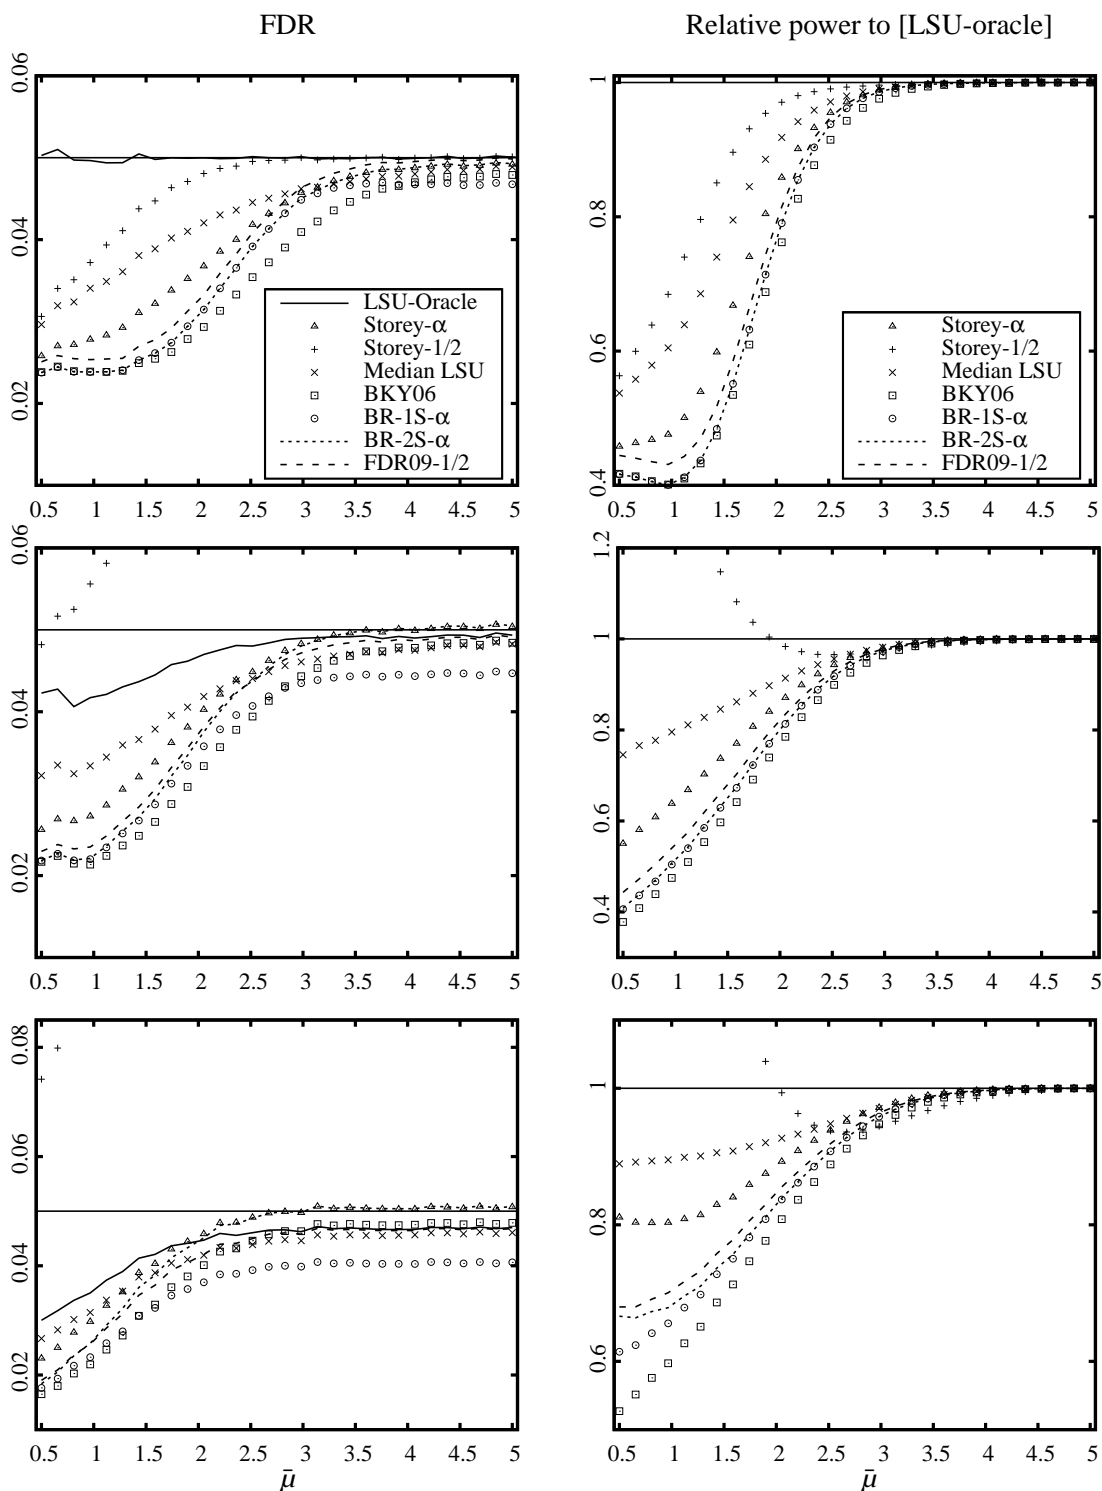 FDR
Relative power to [LSU-oracle]
0.06
0.04
0.02
LSU-Oracle
Storey-α
Storey-1/2
Median LSU
BKY06
BR-1S-α
BR-2S-α
FDR09-1/2
0.5 1 1.5 2 2.5 3 3.5 4 4.5 5
1
0.8
0.6
0.4
Storey-α
Storey-1/2
Median LSU
BKY06
BR-1S-α
BR-2S-α
FDR09-1/2
0.5 1 1.5 2 2.5 3 3.5 4 4.5 5
0.06
0.04
0.02
0.5 1 1.5 2 2.5 3 3.5 4 4.5 5
1.2
1
0.8
0.6
0.4
0.5 1 1.5 2 2.5 3 3.5 4 4.5 5
0.08
0.06
0.04
0.02
0.5 1 1.5 2 2.5 3 3.5 4 4.5 5
μ̄
1
0.8
0.6
0.5 1 1.5 2 2.5 3 3.5 4 4.5 5
μ̄